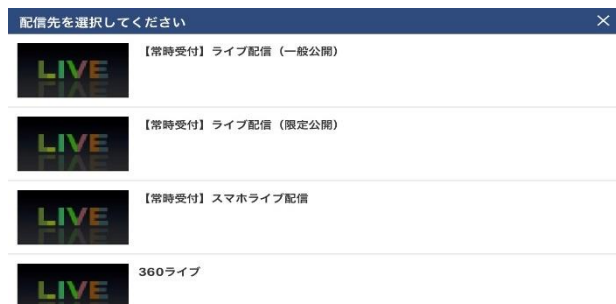 配信先を選択してください
LIVE
【常時受付】ライブ配信（一般公開）
LIVE
【常時受付】ライブ配信（限定公開）
LIVE
【常時受付】スマホライブ配信
LIVE
360ライブ